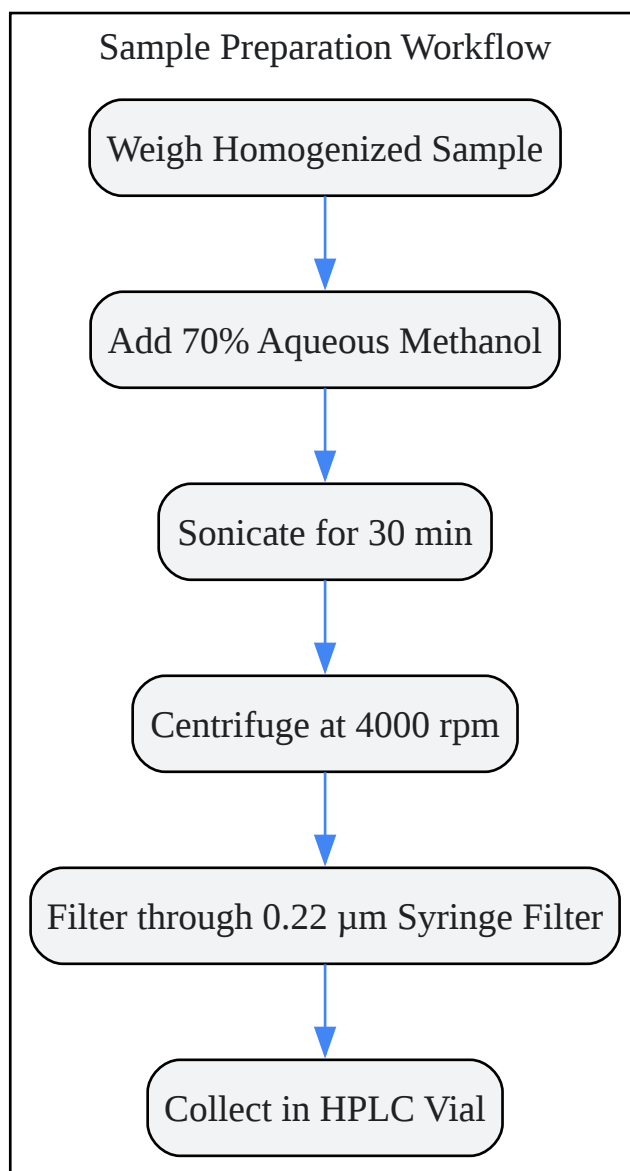 Sample Preparation Workflow
Weigh Homogenized Sample
Add 70% Aqueous Methanol
Sonicate for 30 min
Centrifuge at 4000 rpm
Filter through 0.22 µm Syringe Filter
Collect in HPLC Vial